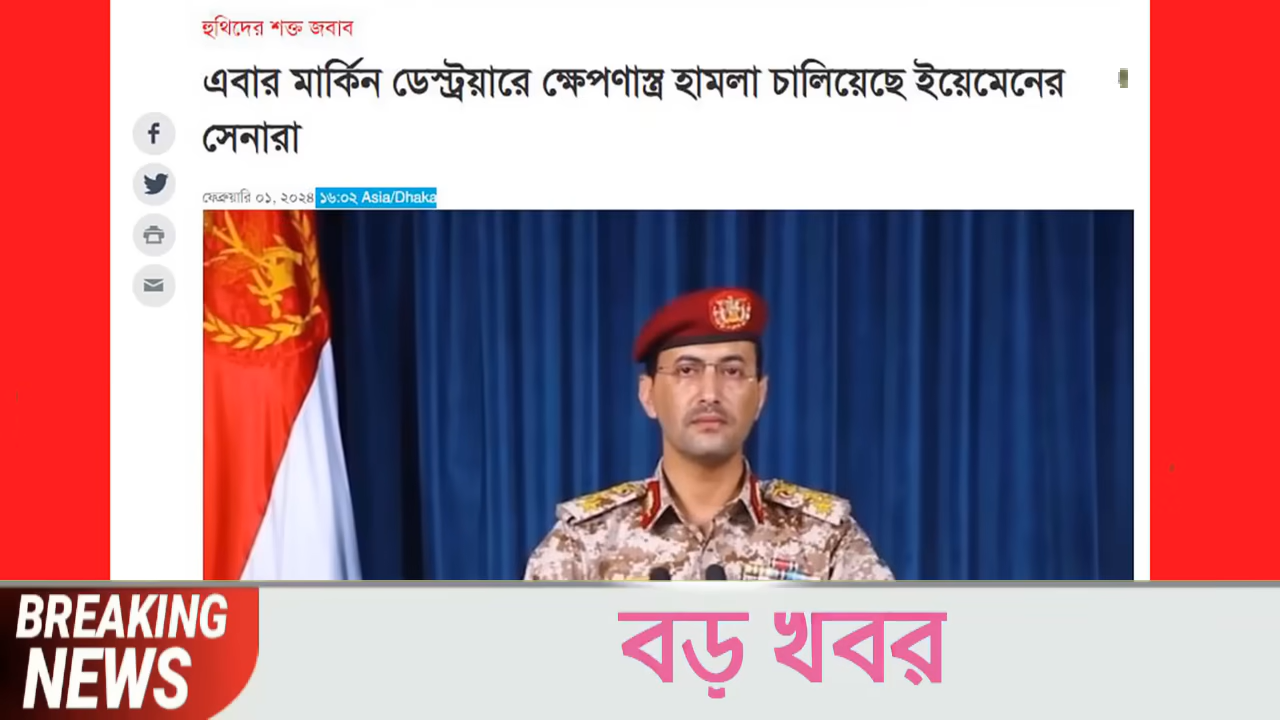 হুথিদের শক্ত জবাব
এবার মার্কিন ডেস্ট্রয়ারে ক্ষেপণাস্ত্র হামলা চালিয়েছে ইয়েমেনের
সেনারা
ফেব্রুয়ারি ০১, ২০২৪ ১৬:০২ Asia/Dhaka
BREAKING
NEWS
বড় খবর